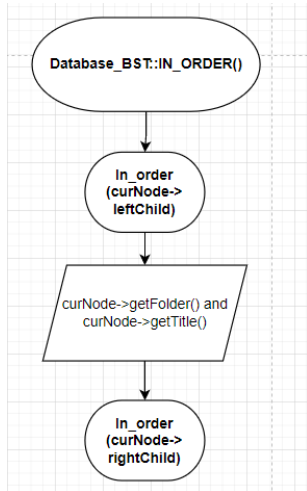 Database_BST::IN_ORDER()
In_order
(curNode->
leftChild)
curNode->getFolder() and
curNode->getTitle()
In_order
(curNode->
rightChild)